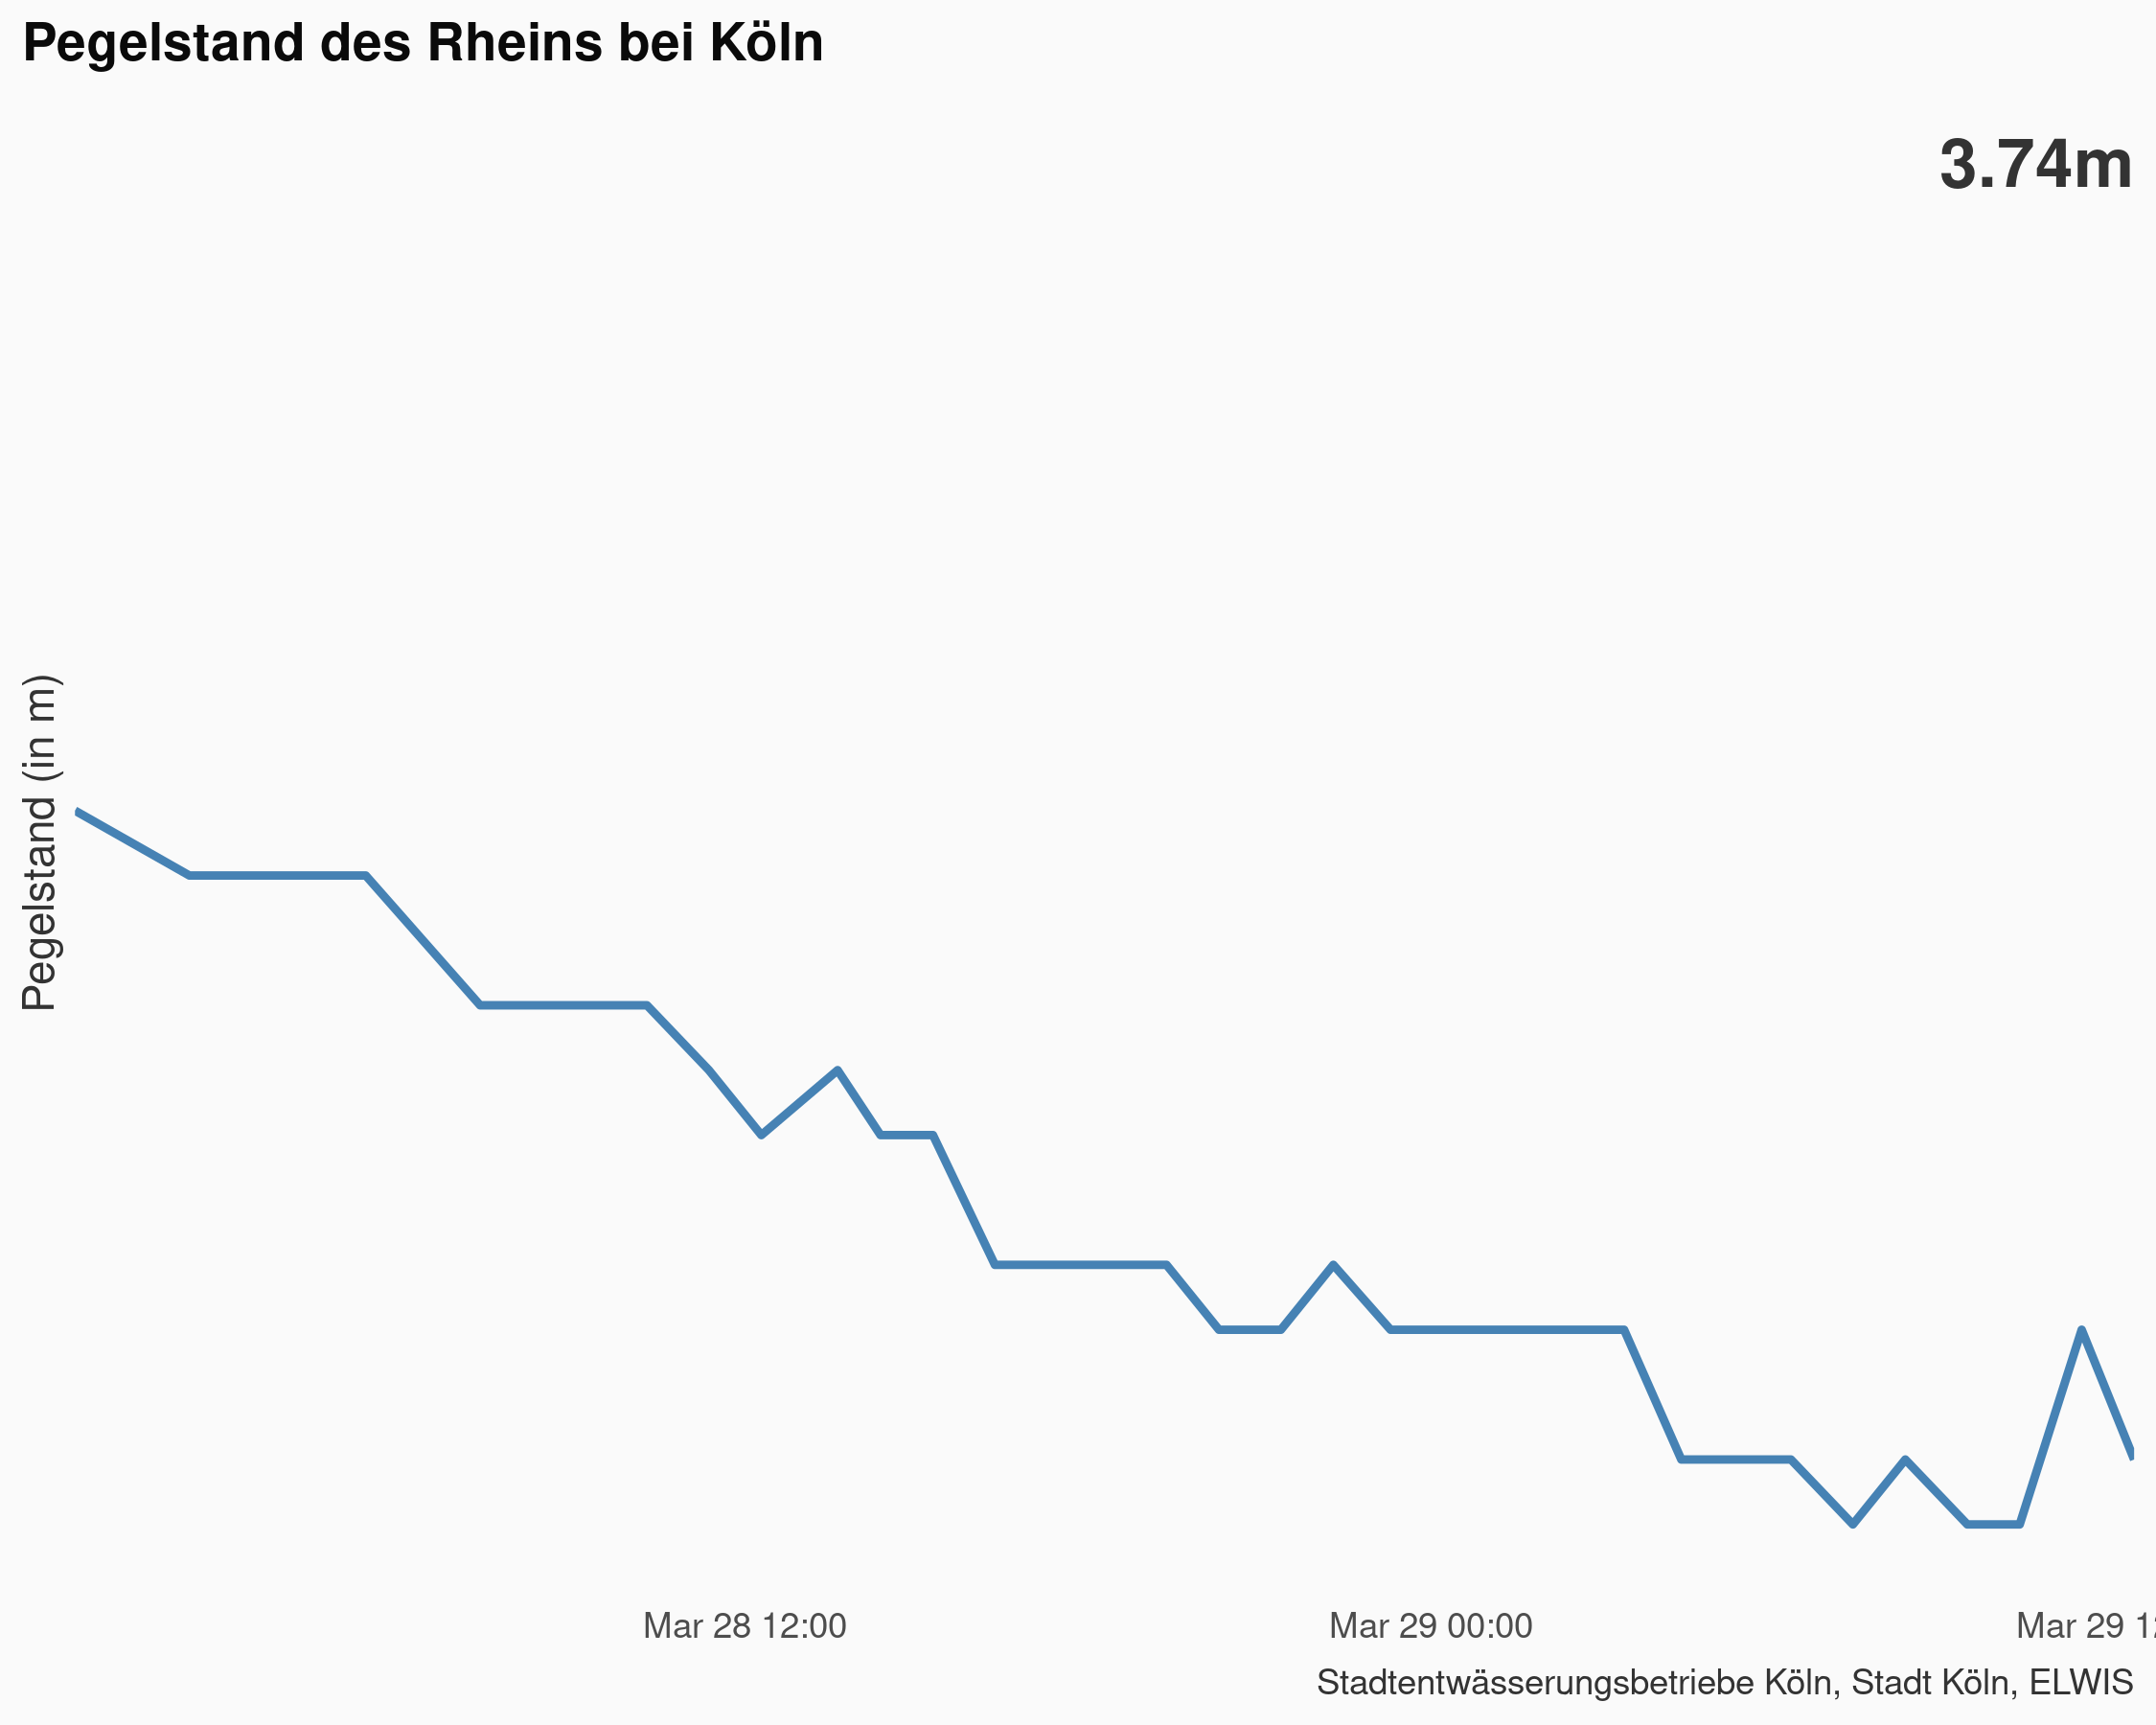 Pegelstand des Rheins bei Köln
3.74m
Pegelstand (in m)
Mar 28 12:00
Mar 29 00:00
Mar 29 1
Stadtentwässerungsbetriebe Köln, Stadt Köln, ELWIS